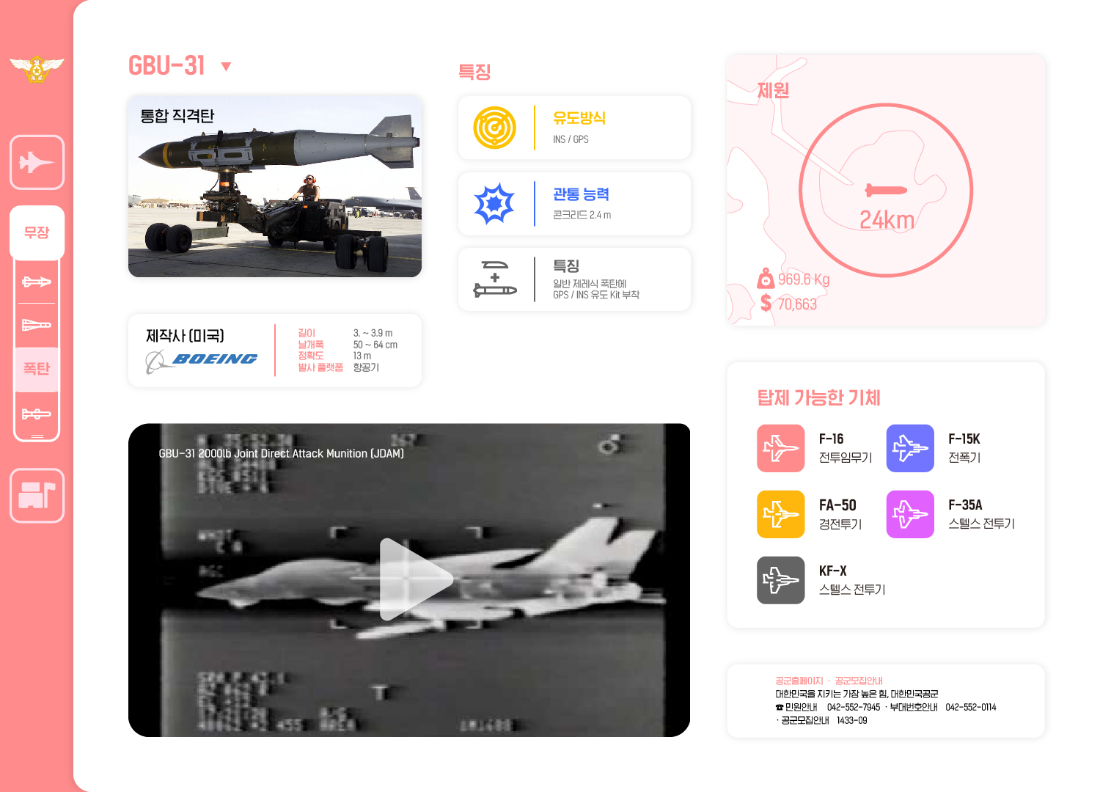 무장
폭탄
GBU-31 ▼
통합 직격탄
제작사 (미국)
BOEING
길이 3. ~ 3.9 m
날개폭 50 ~ 64 cm
정확도 13 m
발사 플랫폼 항공기
특징
유도방식
INS / GPS
관통 능력
콘크리드 2.4 m
특징
일반 제레식 폭탄에
GPS / INS 유도 Kit 부착
제원
24km
969.6 Kg
$ 70,663
GBU-31 2000lb Joint Direct Attack Munition (JDAM)
탑제 가능한 기체
F-16
전투임무기
F-15K
전폭기
FA-50
경전투기
F-35A
스텔스 전투기
KF-X
스텔스 전투기
공군홈페이지 · 공군모집안내
대한민국을 지키는 가장 높은 힘, 대한민국공군
☎ 민원안내 042-552-7945 · 부대번호안내 042-552-0114
· 공군모집안내 1433-09